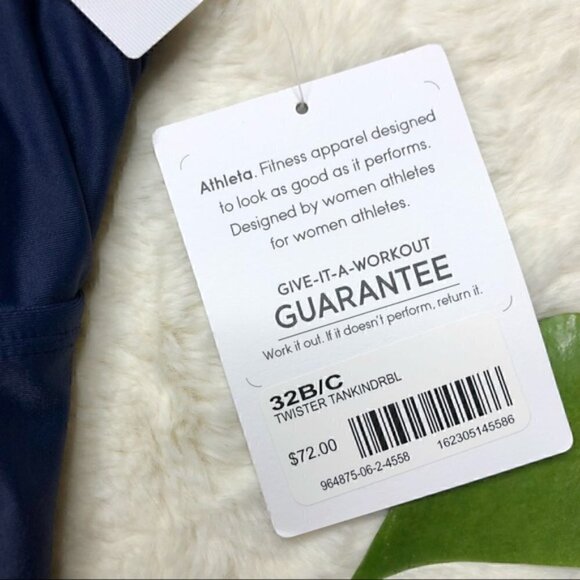 Athleta. Fitness apparel designed
to look as good as it performs.
Designed by women athletes
for women athletes.
GIVE-IT-A-WORKOUT
GUARANTEE
Work it out. If it doesn't perform, return it.
32B/C
TWISTER TANKINDRBL
$72.00
964875-06-2-4558
162305145586